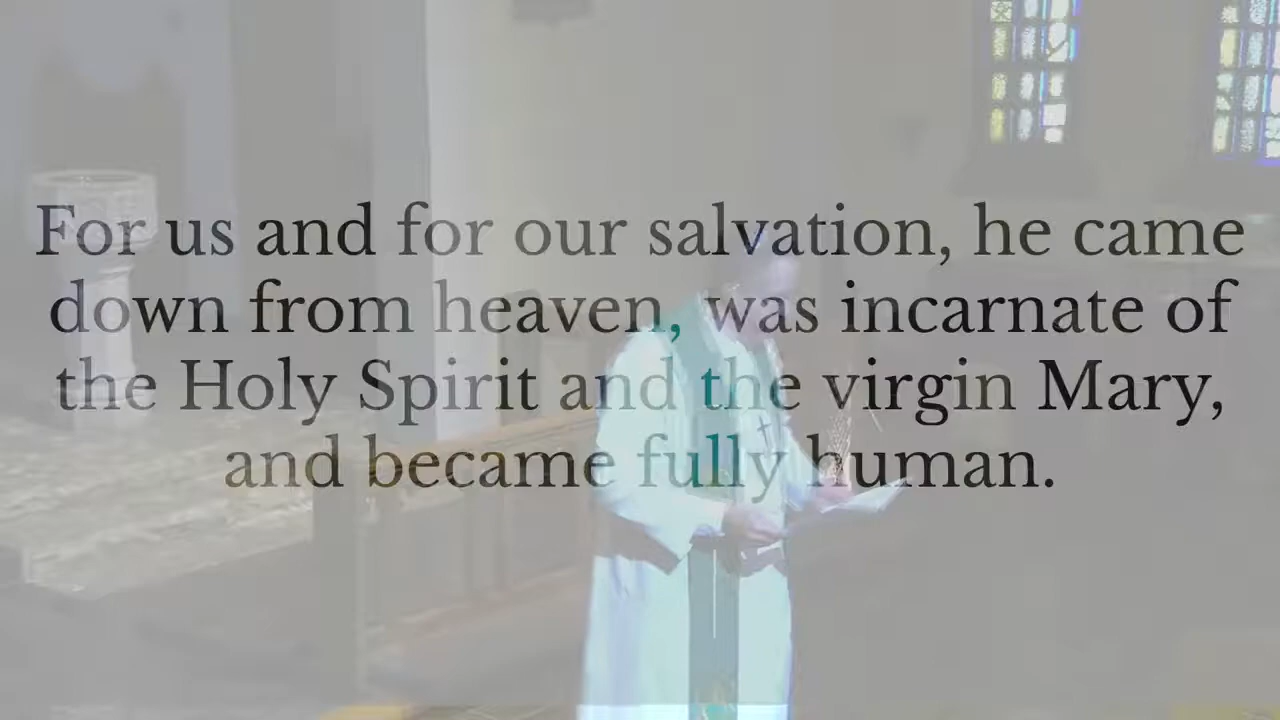 For us and for our salvation, he came
down from heaven, was incarnate of
the Holy Spirit and the virgin Mary,
and became fully human.